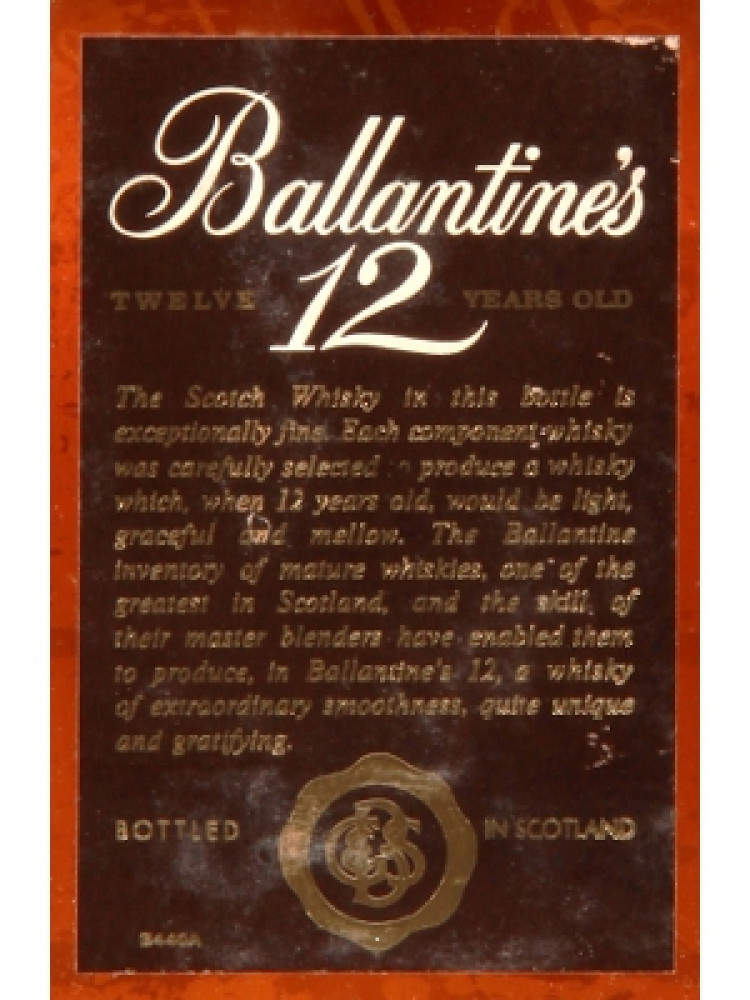 Ballantine's
TWELVE 12 YEARS OLD
The Scotch Whisky in this bottle is
exceptionally fine. Each component whisky
was carefully selected to produce a whisky
which, when 12 years old, would be light,
graceful and mellow. The Ballantine
inventory of mature whiskies, one of the
greatest in Scotland, and the skill of
their master blenders have enabled them
to produce, in Ballantine's 12, a whisky
of extraordinary smoothness, quite unique
and gratifying.
BOTTLED IN SCOTLAND